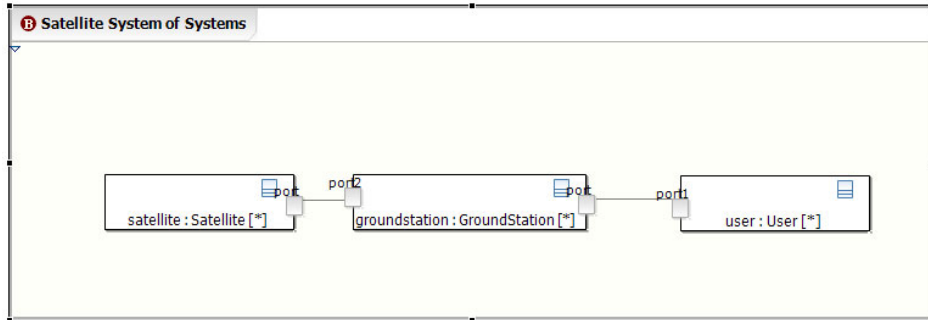 B Satellite System of Systems
port port2 port port1
satellite : Satellite [*] groundstation : GroundStation [*] user : User [*]